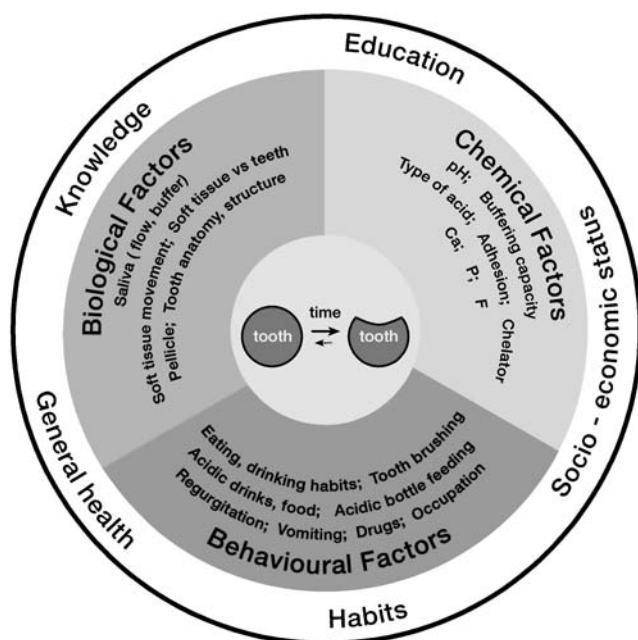 Education
Knowledge
Socio - economic status
General health
Habits
Biological Factors
Saliva ( flow, buffer)
Soft tissue movement; Soft tissue vs teeth
Pellicle; Tooth anatomy, structure
Chemical Factors
pH; Buffering capacity
Type of acid; Adhesion; Chelator
Ca; P; F
time
tooth
tooth
Eating, drinking habits; Tooth brushing
Acidic drinks, food; Acidic bottle feeding
Regurgitation; Vomiting; Drugs; Occupation
Behavioural Factors